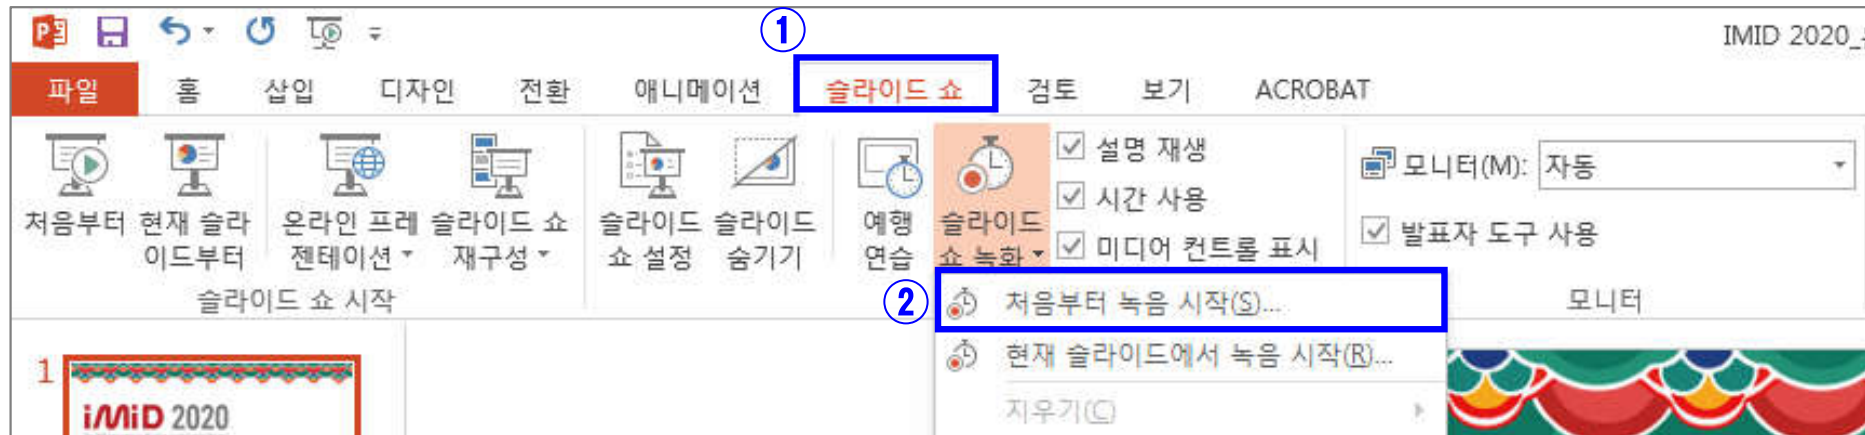 ①
IMID 2020_
파일 홈 삽입 디자인 전환 애니메이션 슬라이드 쇼 검토 보기 ACROBAT
처음부터 현재 슬라 온라인 프레 슬라이드 쇼 슬라이드 슬라이드 예행 슬라이드 설명 재생 모니터(M): 자동
이드부터 젠테이션 재구성 쇼 설정 숨기기 연습 쇼 녹화 시간 사용 발표자 도구 사용
미디어 컨트롤 표시
슬라이드 쇼 시작 모니터
② 처음부터 녹음 시작(S)...
현재 슬라이드에서 녹음 시작(R)...
지우기(C)
1
iMiD 2020